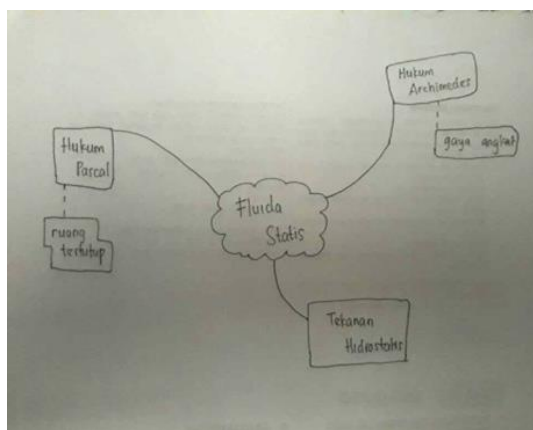 Hukum
Archimedes
gaya angkat
Hukum
Pascal
ruang
tertutup
Fluida
Statis
Tekanan
Hidrostatis